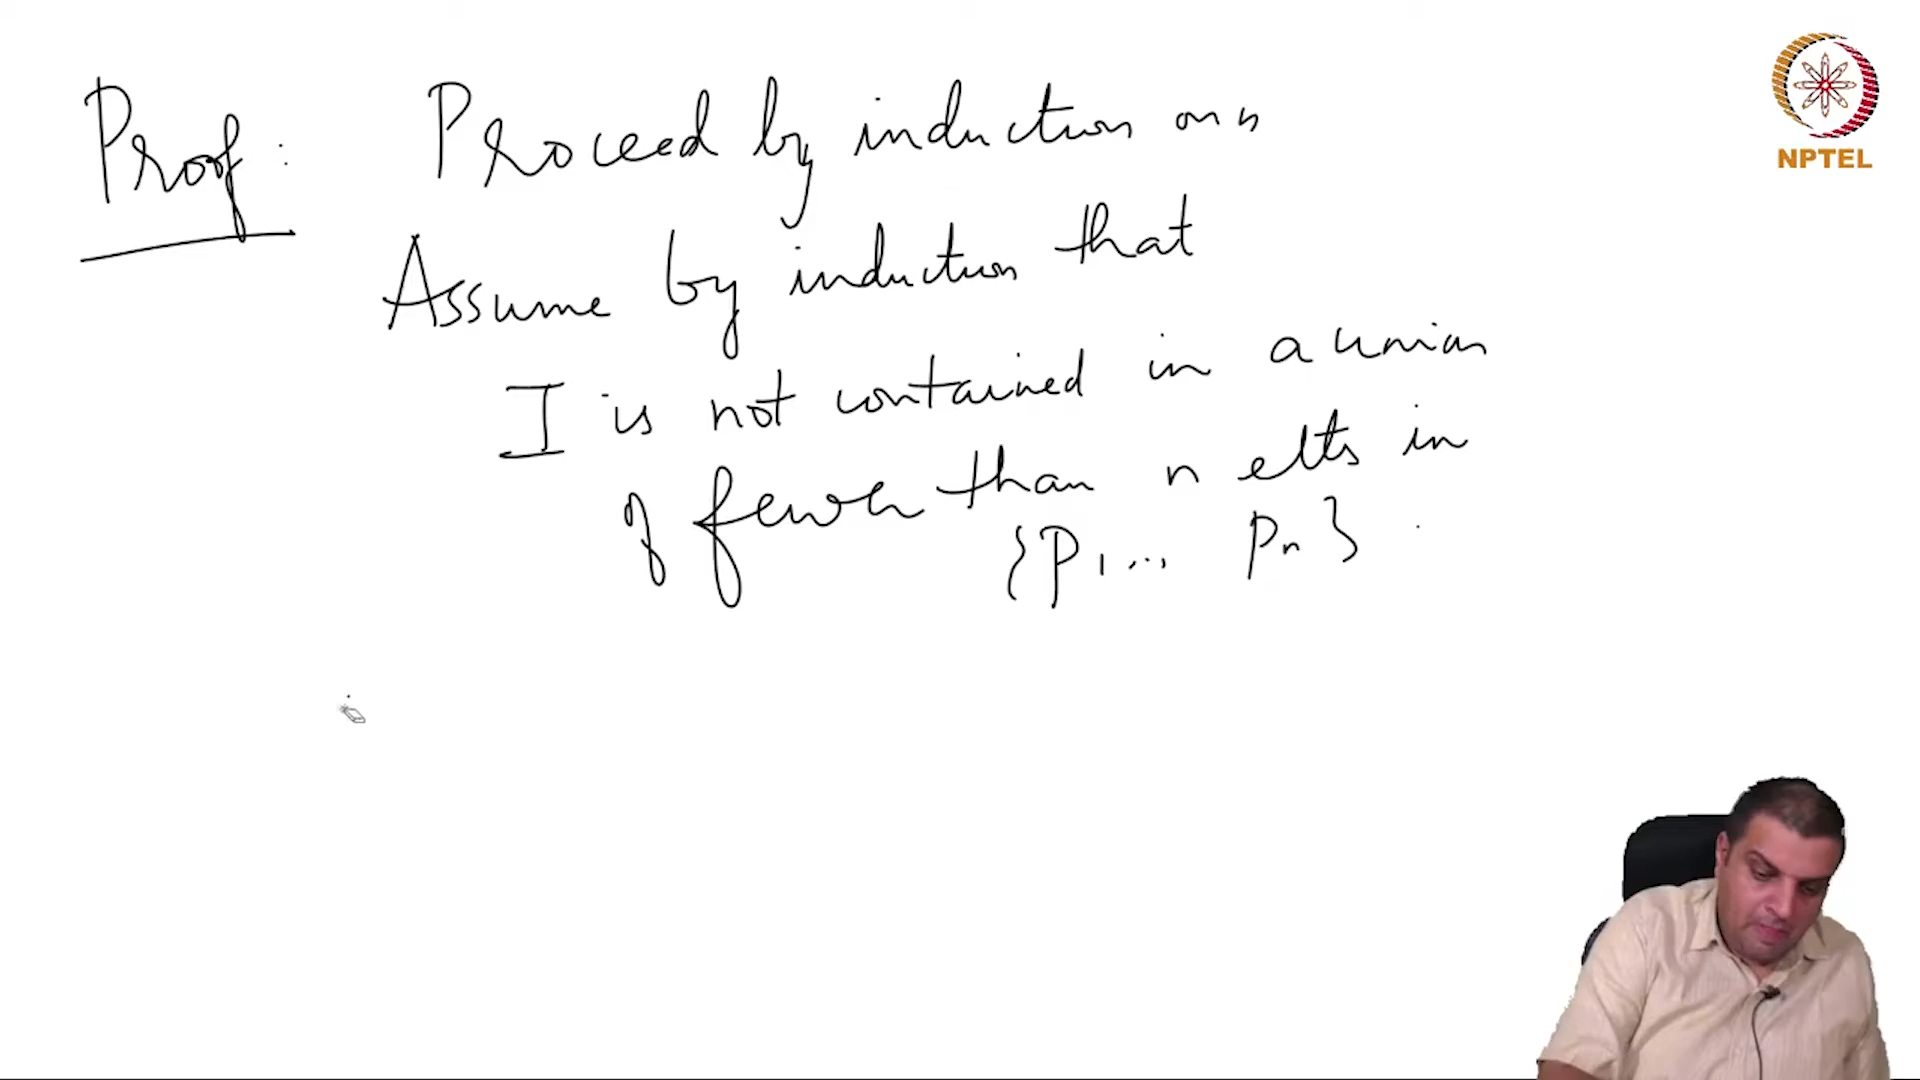 Proof: Proceed by induction on n
NPTEL
Assume by induction that
I is not contained in a union
of fewer than n elts in
{P1 ... Pn}.